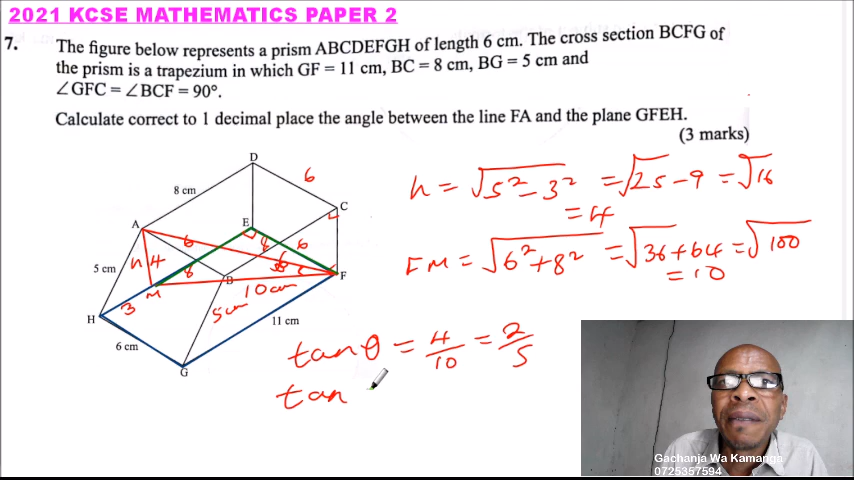 2021 KCSE MATHEMATICS PAPER 2
7. The figure below represents a prism ABCDEFGH of length 6 cm. The cross section BCFG of
the prism is a trapezium in which GF = 11 cm, BC = 8 cm, BG = 5 cm and
∠GFC = ∠BCF = 90°.
Calculate correct to 1 decimal place the angle between the line FA and the plane GFEH.
(3 marks)
D
6
8 cm
C
A
E
6
8
6
h 4
5 cm
8
B
F
M
10cm
3
5cm
H
11 cm
6 cm
G
h = √5² - 3² = √25 - 9 = √16
= 4
FM = √6² + 8² = √36 + 64 = √100
= 10
tan θ = 4/10 = 2/5
tan
Gachanja Wa Kamanga
0725357594